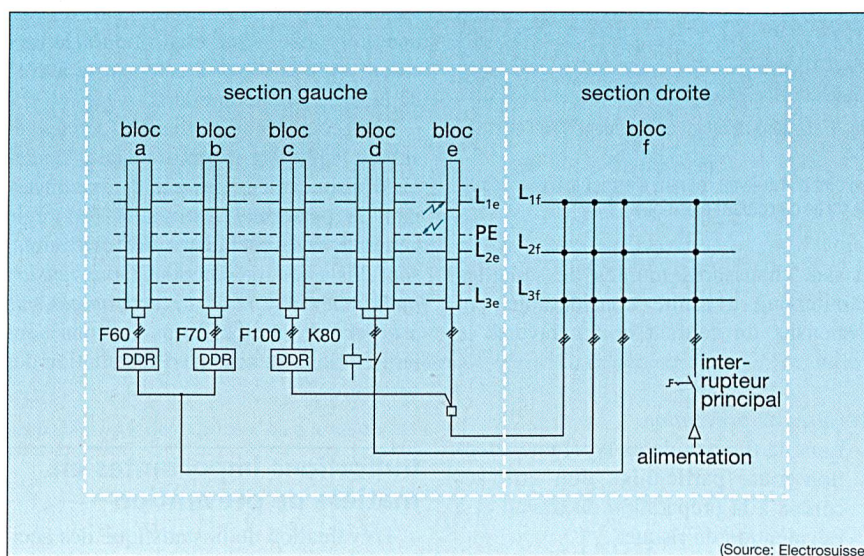 section gauche
section droite
bloc a
bloc b
bloc c
bloc d
bloc e
bloc f
L1e
PE
L2e
L3e
L1f
L2f
L3f
F60
F70
F100
K80
DDR
DDR
DDR
inter-
rupteur
principal
alimentation
(Source: Electrosuisse